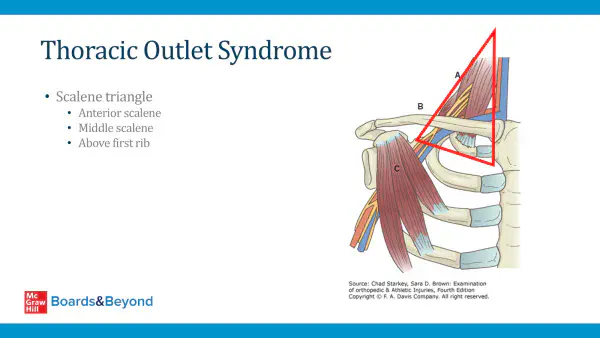 Thoracic Outlet Syndrome
• Scalene triangle
• Anterior scalene
• Middle scalene
• Above first rib
A
B
C
Source: Chad Starkey, Sara D. Brown: Examination
of orthopedic & Athletic Injuries, Fourth Edition
Copyright © F. A. Davis Company. All right reserved.
Mc
Graw
Hill
Boards&Beyond